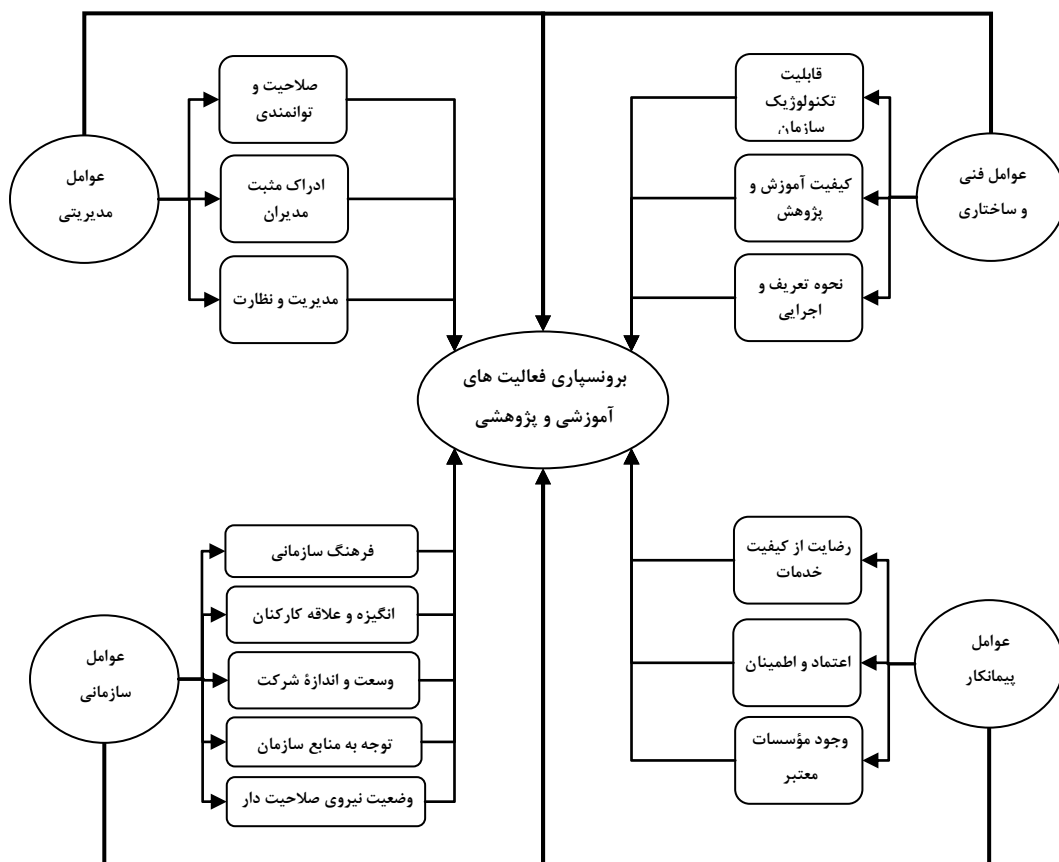 قابلیت
تکنولوژیک
سازمان
عوامل فنی
و ساختاری
کیفیت آموزش و
پژوهش
نحوه تعریف و
اجرایی
صلاحیت و
توانمندی
عوامل
مدیریتی
ادراک مثبت
مدیران
مدیریت و نظارت
برونسپاری فعالیت های
آموزشی و پژوهشی
رضایت از کیفیت
خدمات
عوامل
پیمانکار
اعتماد و اطمینان
وجود مؤسسات
معتبر
فرهنگ سازمانی
انگیزه و علاقه کارکنان
عوامل
سازمانی
وسعت و اندازۀ شرکت
توجه به منابع سازمان
وضعیت نیروی صلاحیت دار